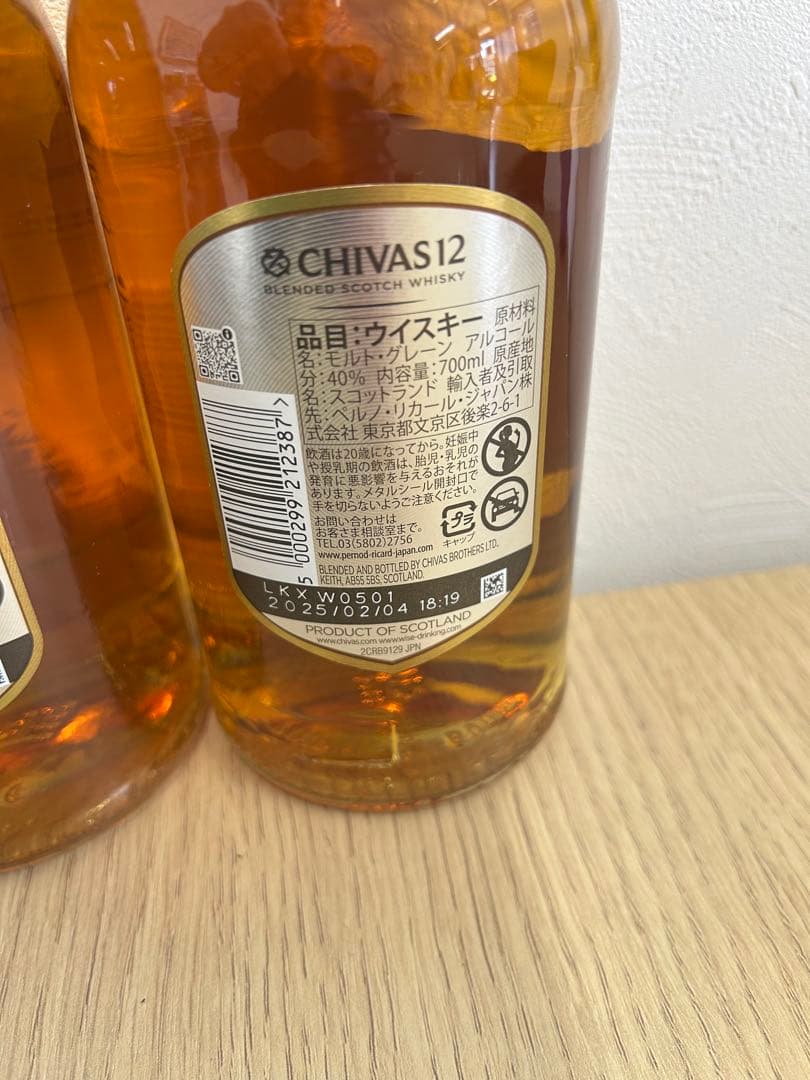 CHIVAS 12
BLENDED SCOTCH WHISKY
品目:ウイスキー 原材料
名:モルト・グレーン アルコール
分:40% 内容量:700ml 原産地
名:スコットランド 輸入者及引取
先:ペルノ・リカール・ジャパン株
式会社 東京都文京区後楽2-6-1
飲酒は20歳になってから。妊娠中
や授乳期の飲酒は、胎児・乳児の
発育に悪影響を与えるおそれが
あります。メタルシール開封口で
手を切らないようご注意ください。
お問い合わせは
お客さま相談室まで。
TEL.03(5802)2756
www.pernod-ricard-japan.com
プラ
キャップ
5 000299 212387 >
BLENDED AND BOTTLED BY CHIVAS BROTHERS LTD.,
KEITH, AB55 5BS, SCOTLAND.
LKX W0501
2025/02/04 18:19
PRODUCT OF SCOTLAND
www.chivas.com www.wise-drinking.com
2CRB9129 JPN